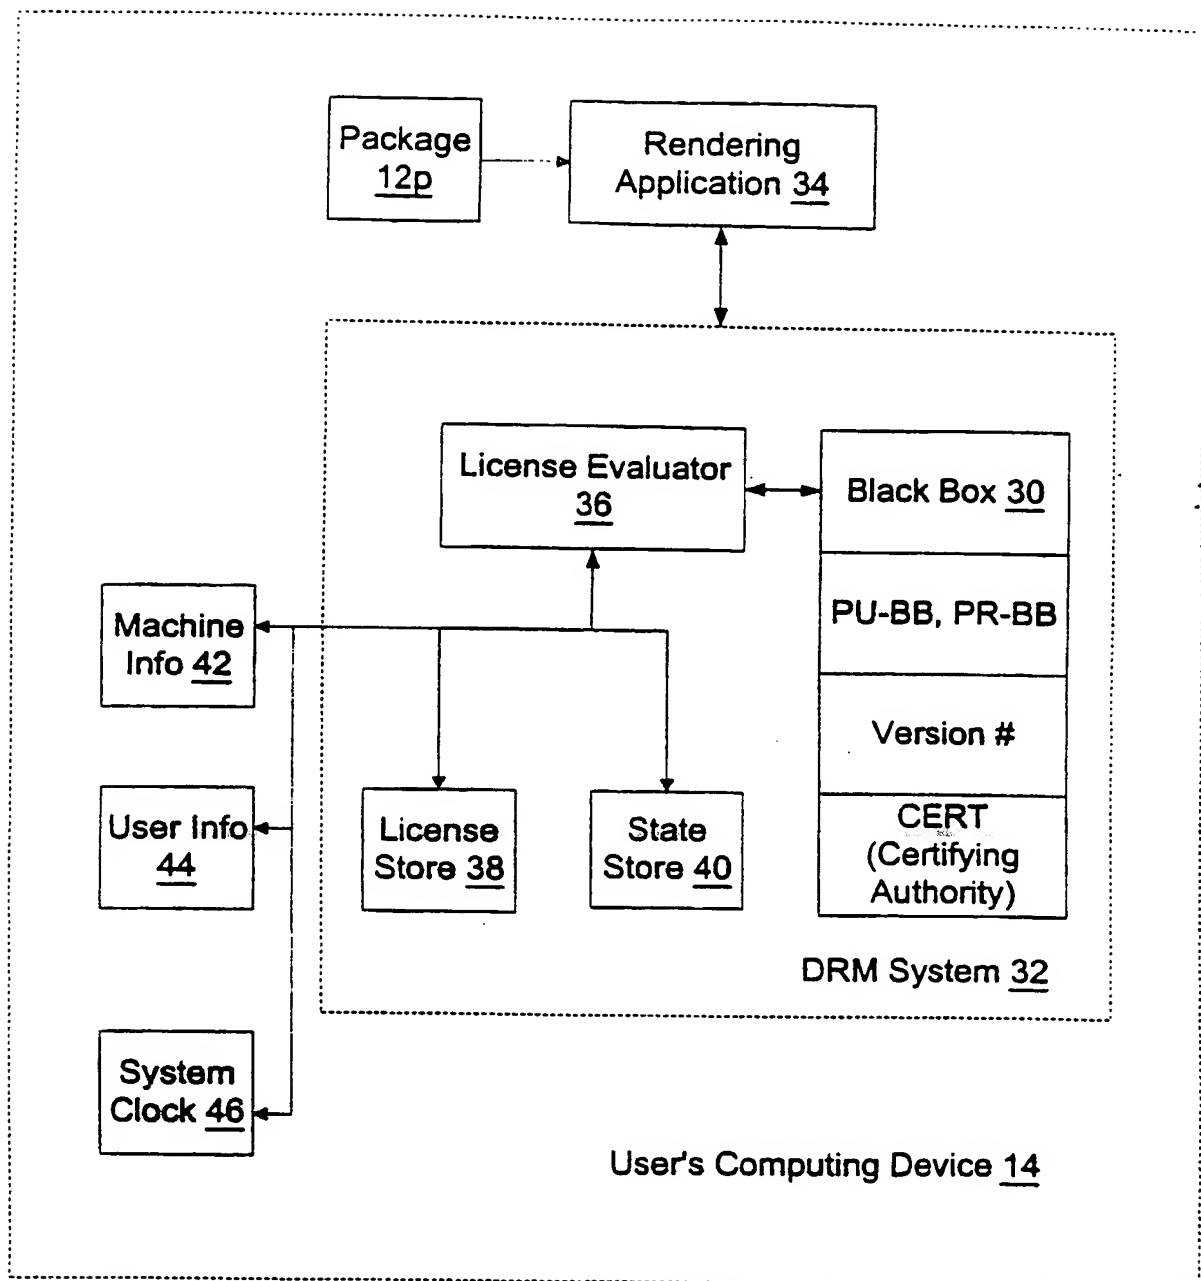 Package
12p
Rendering
Application 34
License Evaluator
36
Black Box 30
PU-BB, PR-BB
Machine
Info 42
Version #
User Info
44
License
Store 38
State
Store 40
CERT
(Certifying
Authority)
DRM System 32
System
Clock 46
User's Computing Device 14